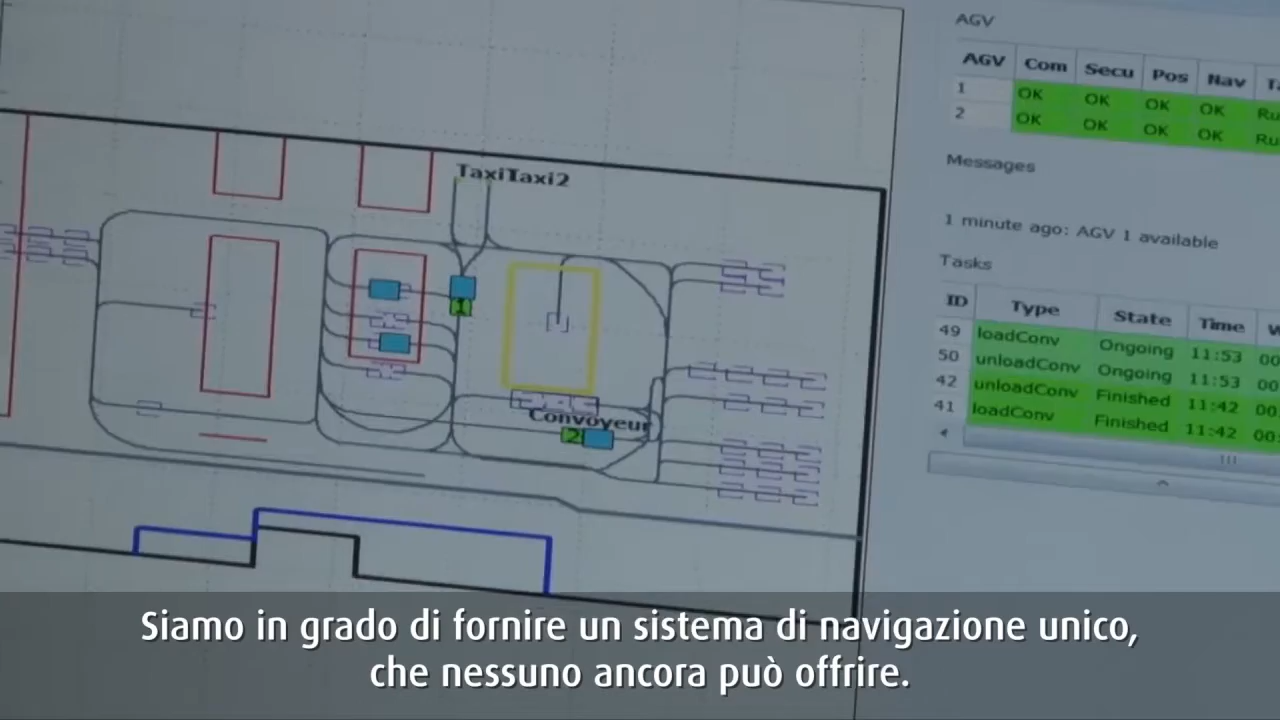 AGV
AGV Com Secu Pos Nav
1 OK OK OK OK
2 OK OK OK OK
Messages
1 minute ago: AGV 1 available
Tasks
ID Type State Time
49 loadConv Ongoing 11:53
50 unloadConv Ongoing 11:53
42 unloadConv Finished 11:42
41 loadConv Finished 11:42
Taxi Taxi2
1
Convoyeur
2
Siamo in grado di fornire un sistema di navigazione unico,
che nessuno ancora può offrire.